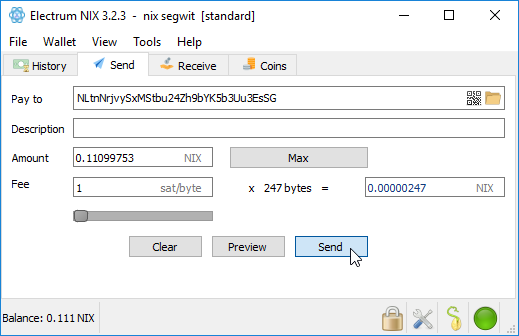 Electrum NIX 3.2.3 - nix segwit [standard]
File Wallet View Tools Help
History Send Receive Coins
Pay to NLtnNrjvySxMStbu24Zh9bYK5b3Uu3EsSG
Description
Amount 0.11099753 NIX Max
Fee 1 sat/byte x 247 bytes = 0.00000247 NIX
Clear Preview Send
Balance: 0.111 NIX